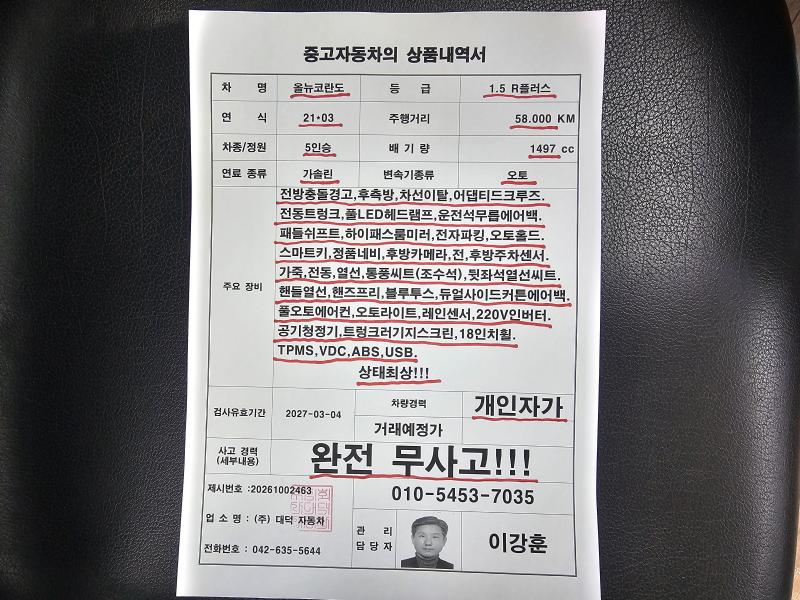 중고자동차의 상품내역서
차 명 올뉴코란도 등 급 1.5 R플러스
연 식 21*03 주행거리 58.000 KM
차종/정원 5인승 배 기 량 1497 cc
연료 종류 가솔린 변속기종류 오토
주요 장비
전방충돌경고,후측방,차선이탈,어댑티드크루즈.
전동트렁크,풀LED헤드램프,운전석무릅에어백.
패들쉬프트,하이패스룸미러,전자파킹,오토홀드.
스마트키,정품네비,후방카메라,전,후방주차센서.
가죽,전동,열선,통풍씨트(조수석),뒷좌석열선씨트.
핸들열선,핸즈프리,블루투스,듀얼사이드커튼에어백.
풀오토에어컨,오토라이트,레인센서,220V인버터.
공기청정기,트렁크러기지스크린,18인치휠.
TPMS,VDC,ABS,USB.
상태최상!!!
검사유효기간 2027-03-04 차량경력 개인자가
거래예정가
사고 경력
(세부내용)
완전 무사고!!!
제시번호 :20261002463 010-5453-7035
업 소 명 : (주) 대덕 자동차
전화번호 : 042-635-5644
관 리
담 당 자
이강훈